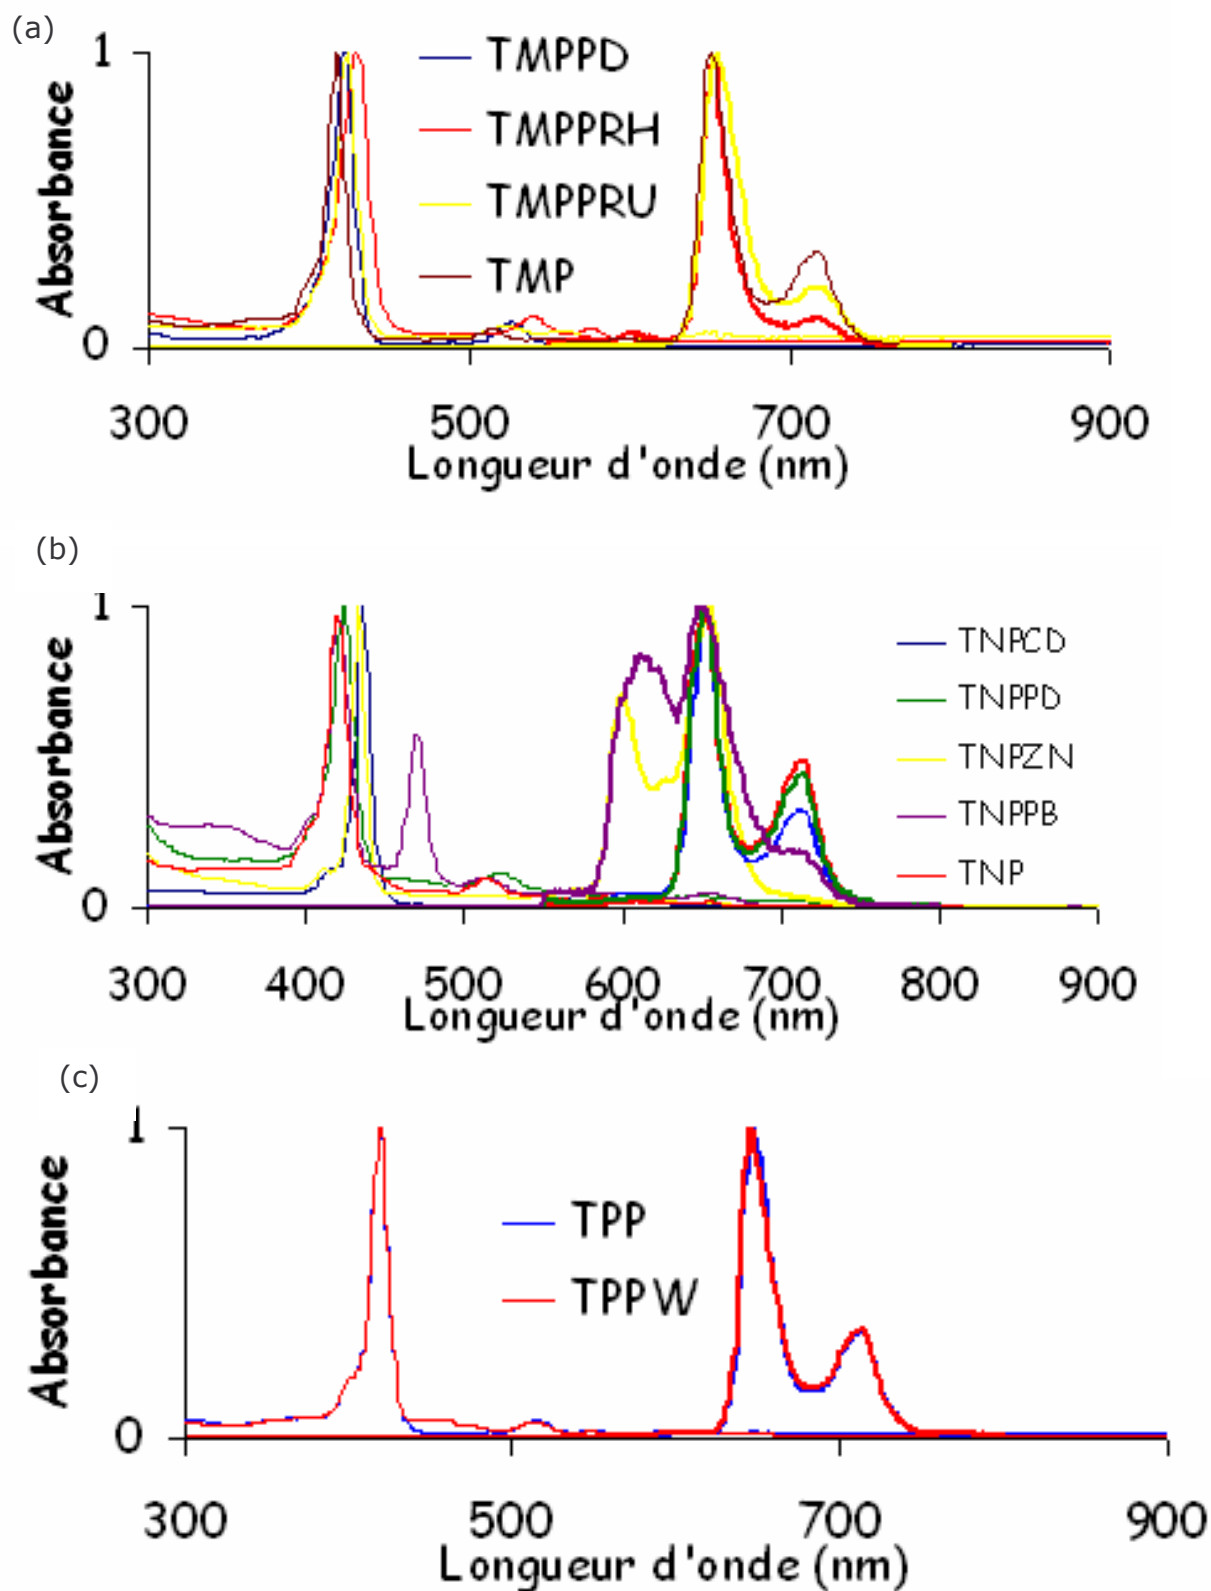 (a)
Absorbance
1
0
TMPPD
TMPPRH
TMPPRU
TMP
300 500 700 900
Longueur d'onde (nm)
(b)
Absorbance
1
0
TNPCD
TNPPD
TNPZN
TNPPB
TNP
300 400 500 600 700 800 900
Longueur d'onde (nm)
(c)
Absorbance
1
0
TPP
TPPW
300 500 700 900
Longueur d'onde (nm)